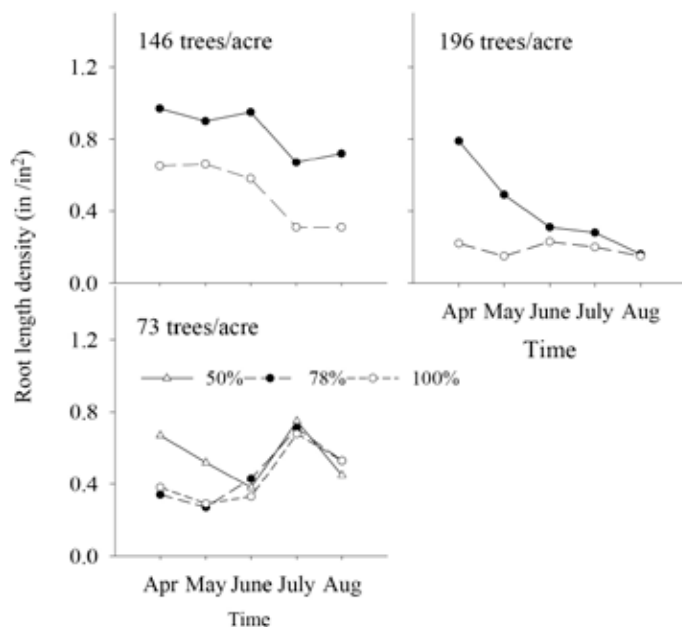 146 trees/acre
196 trees/acre
1.2
0.8
0.4
0.0
Root length density (in /in²)
Apr May June July Aug
Time
73 trees/acre
50% 78% 100%
1.2
0.8
0.4
0.0
Apr May June July Aug
Time